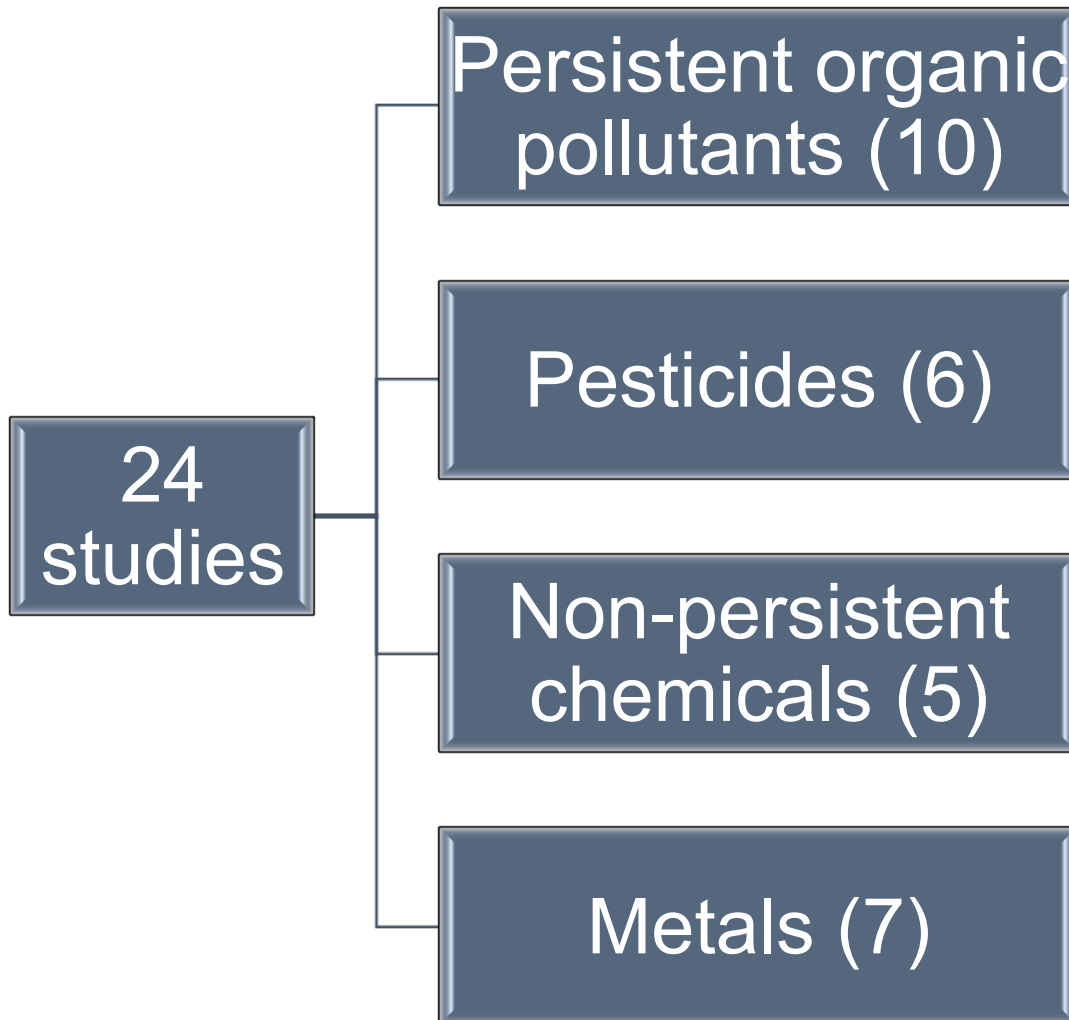 Persistent organic
pollutants (10)
Pesticides (6)
24
studies
Non-persistent
chemicals (5)
Metals (7)